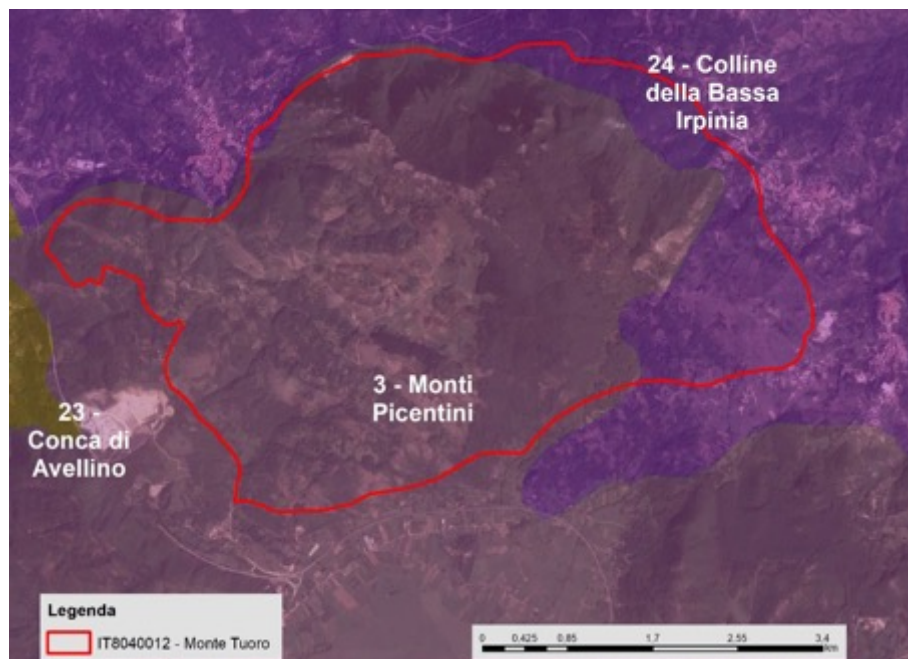 24 - Colline
della Bassa
Irpinia
3 - Monti
Picentini
23 -
Conca di
Avellino
Legenda
IT8040012 - Monte Tuoro
0 0.425 0.85 1,7 2,55 3,4
Km